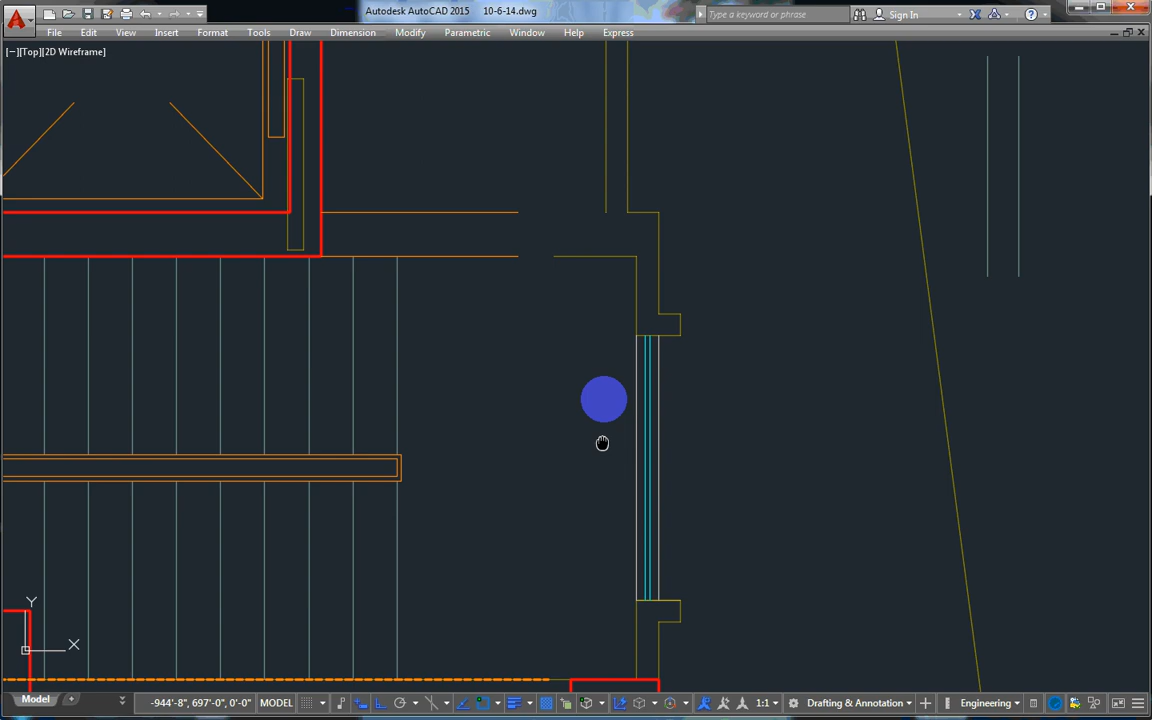 Autodesk AutoCAD 2015 10-6-14.dwg
Type a keyword or phrase
Sign In
File Edit View Insert Format Tools Draw Dimension Modify Parametric Window Help Express
[−][Top][2D Wireframe]
Y
X
Model
-944'-8", 697'-0", 0'-0" MODEL 1:1 Drafting & Annotation Engineering